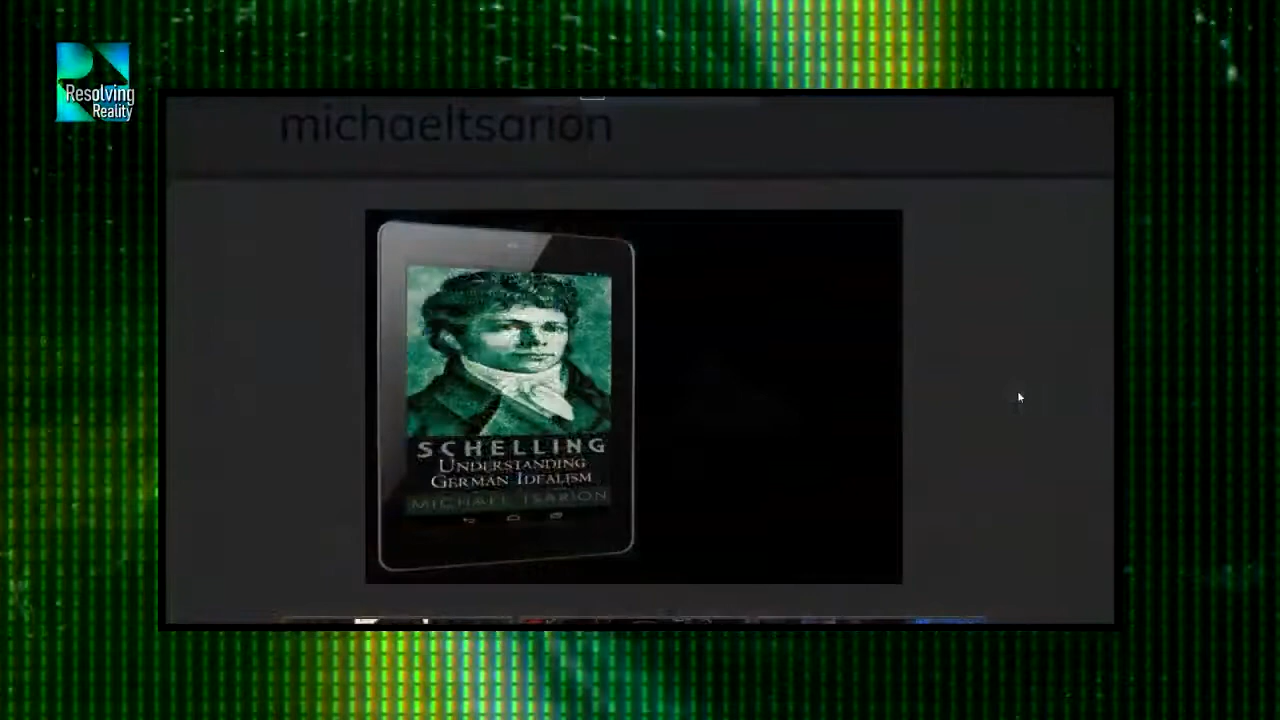 Resolving
Reality
michaeltsarion
SCHELLING
UNDERSTANDING
GERMAN IDEALISM
MICHAEL TSARION